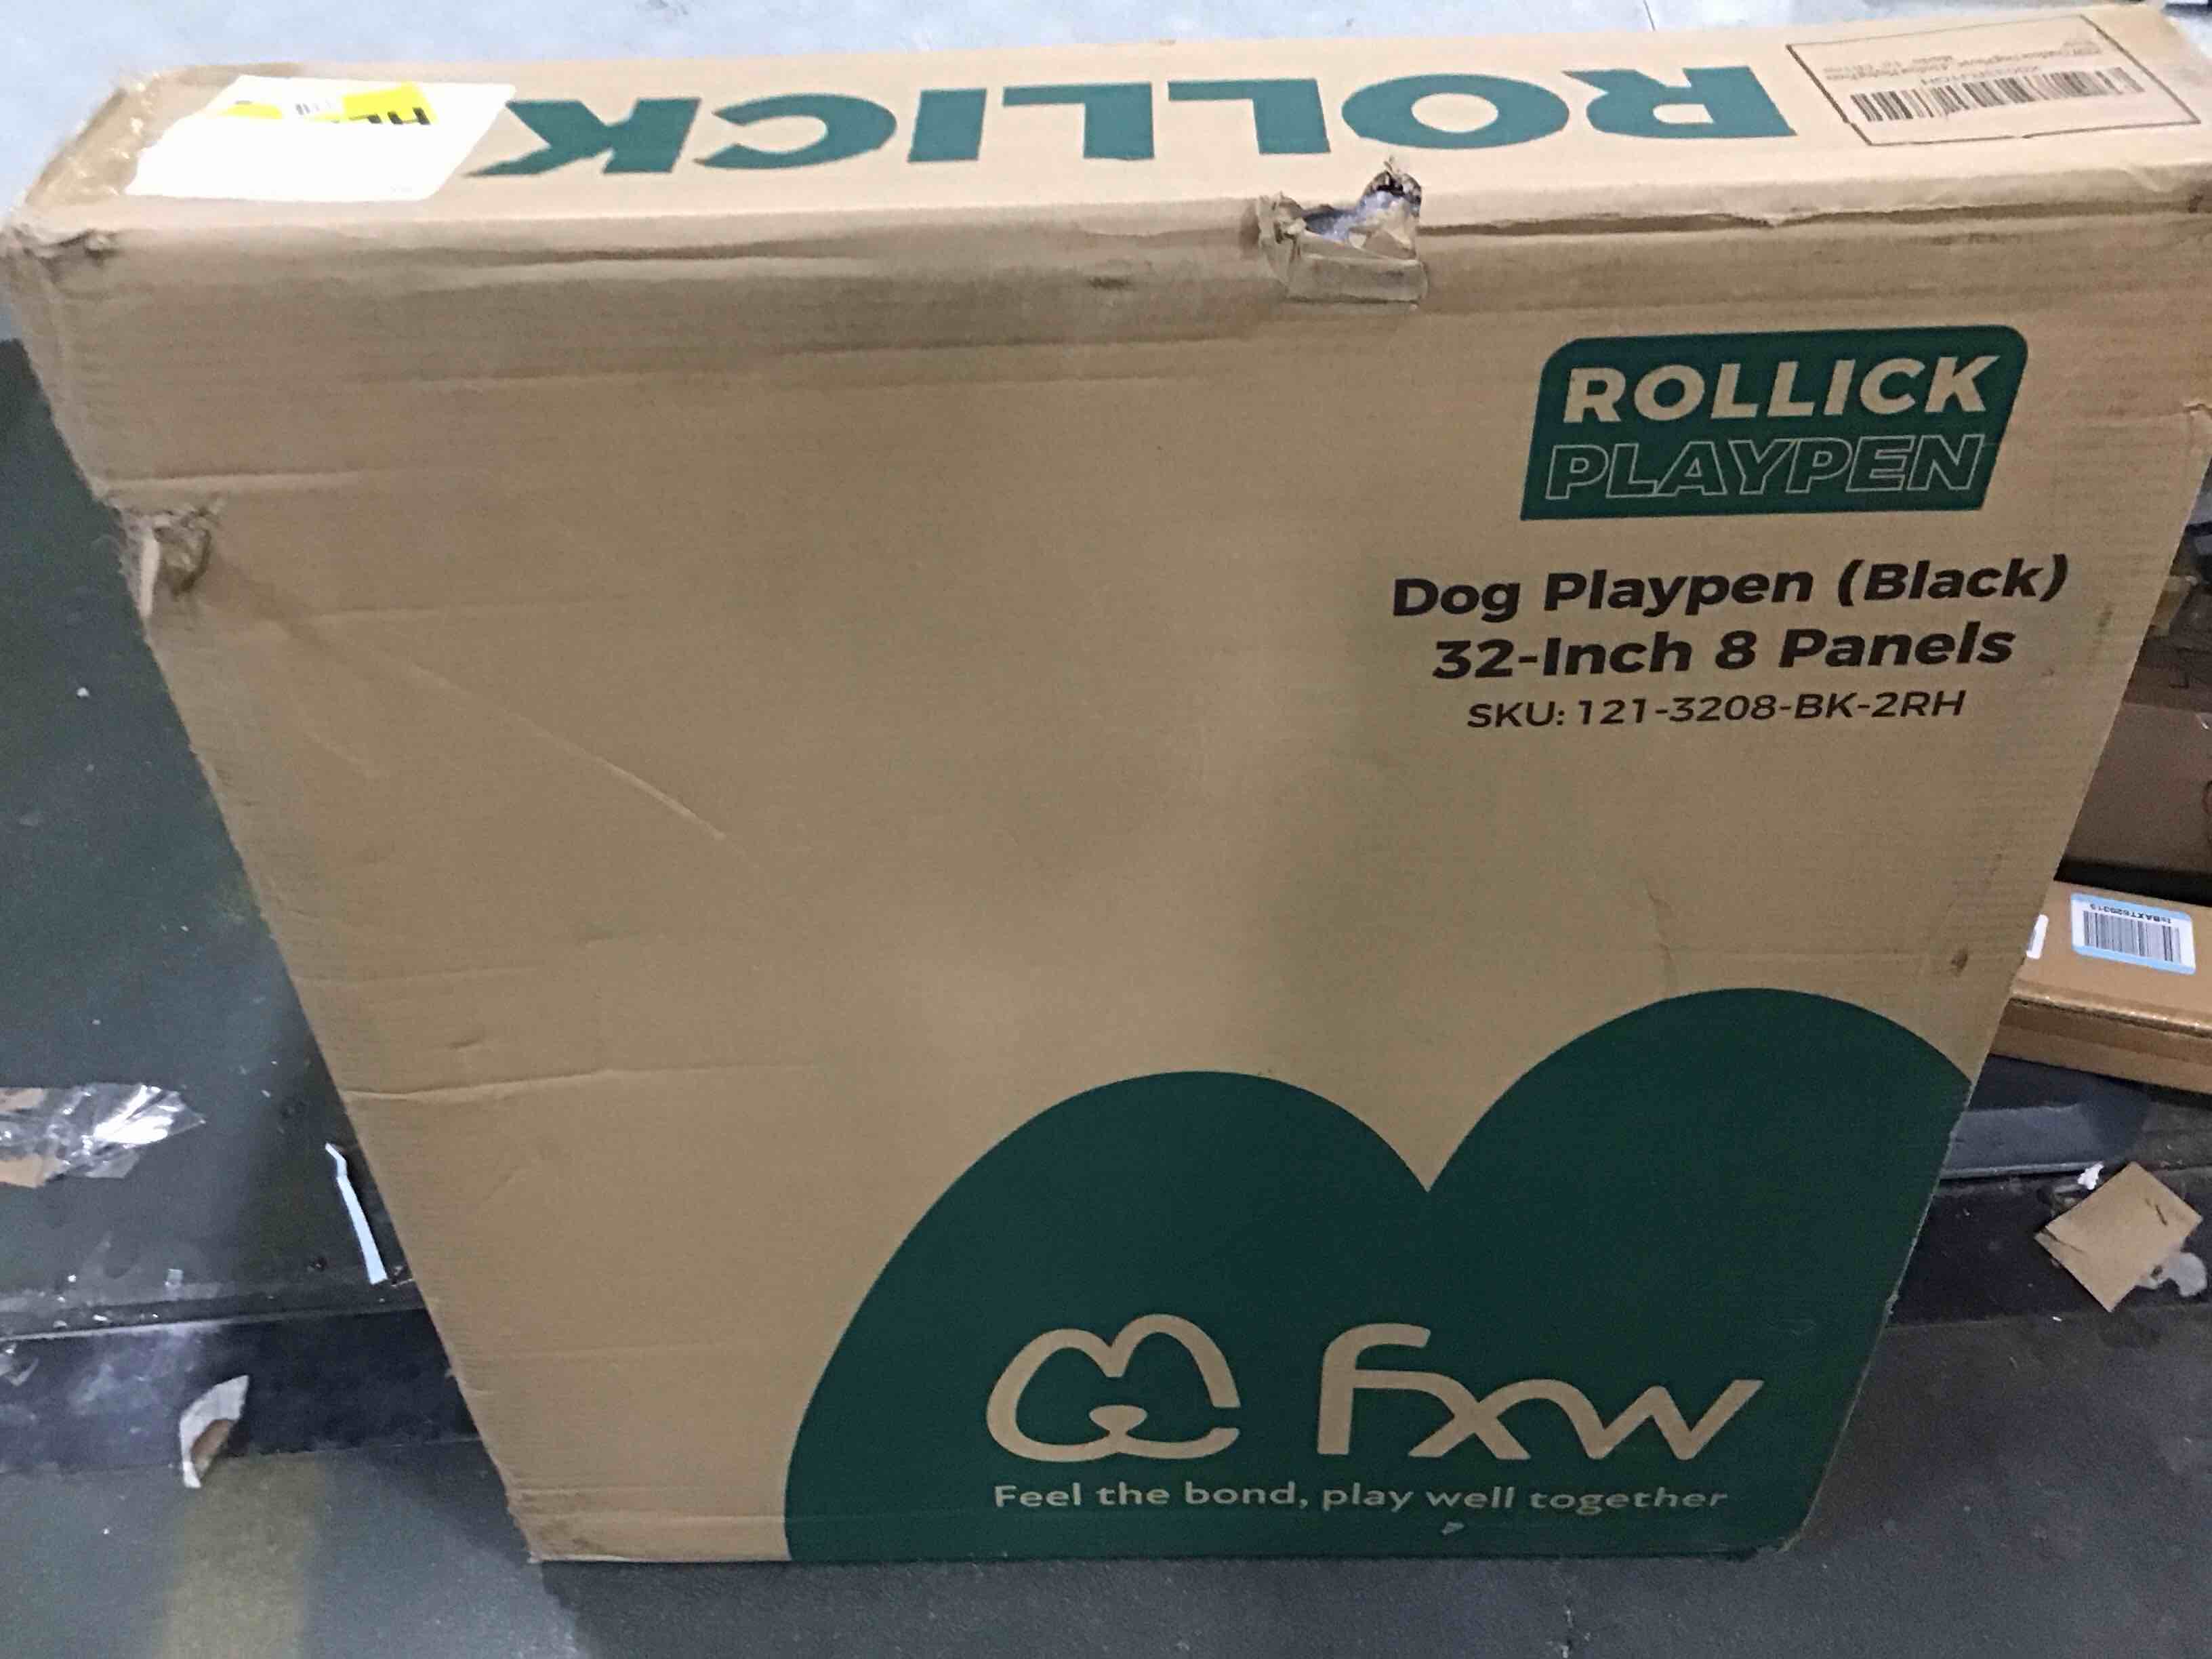 ROLLICK
ROLLICK
PLAYPEN
Dog Playpen (Black)
32-Inch 8 Panels
SKU: 121-3208-BK-2RH
fxw
Feel the bond, play well together